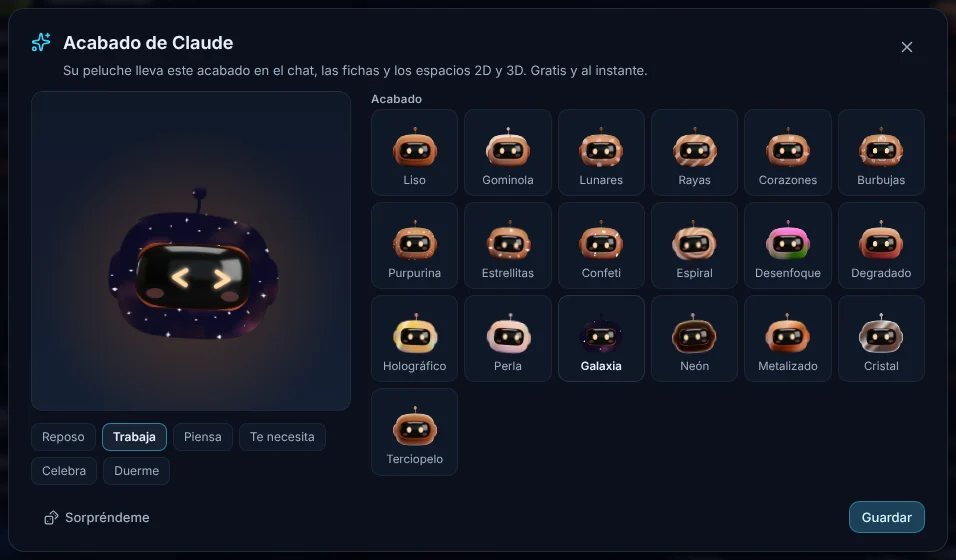 Acabado de Claude
Su peluche lleva este acabado en el chat, las fichas y los espacios 2D y 3D. Gratis y al instante.
Acabado
Liso
Gominola
Lunares
Rayas
Corazones
Burbujas
Purpurina
Estrellitas
Confeti
Espiral
Desenfoque
Degradado
Holográfico
Perla
Galaxia
Neón
Metalizado
Cristal
Terciopelo
Reposo
Trabaja
Piensa
Te necesita
Celebra
Duerme
Sorpréndeme
Guardar